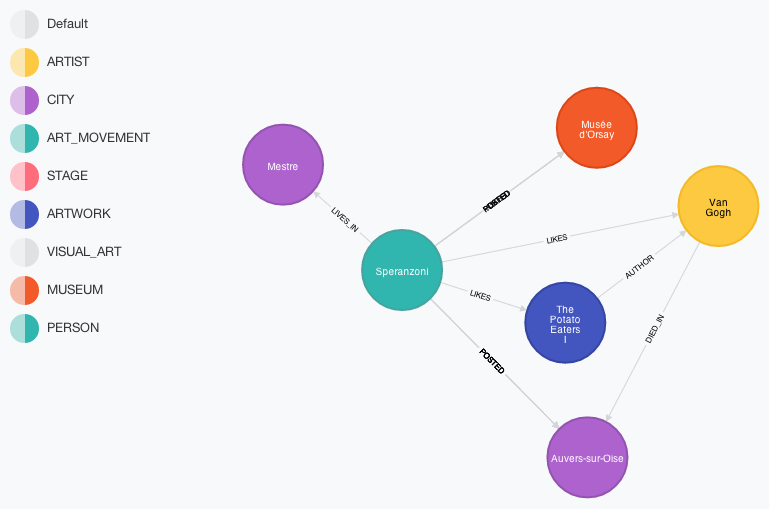 Default
ARTIST
CITY
ART_MOVEMENT
STAGE
ARTWORK
VISUAL_ART
MUSEUM
PERSON
Mestre
Musée
d'Orsay
Van
Gogh
Speranzoni
The
Potato
Eaters
I
Auvers-sur-Oise
LIVES_IN
POSTED
LIKES
LIKES
AUTHOR
DIED_IN
POSTED